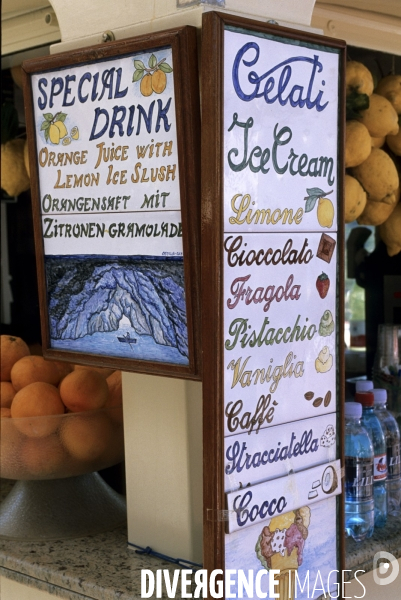 SPECIAL
DRINK
ORANGE JUICE WITH
LEMON ICE SLUSH
ORANGENSAFT MIT
ZITRONEN GRAMOLADE
Gelati
Ice Cream
Limone
Cioccolato
Fragola
Pistacchio
Vaniglia
Caffè
Stracciatella
Cocco
DIVERGENCE IMAGES